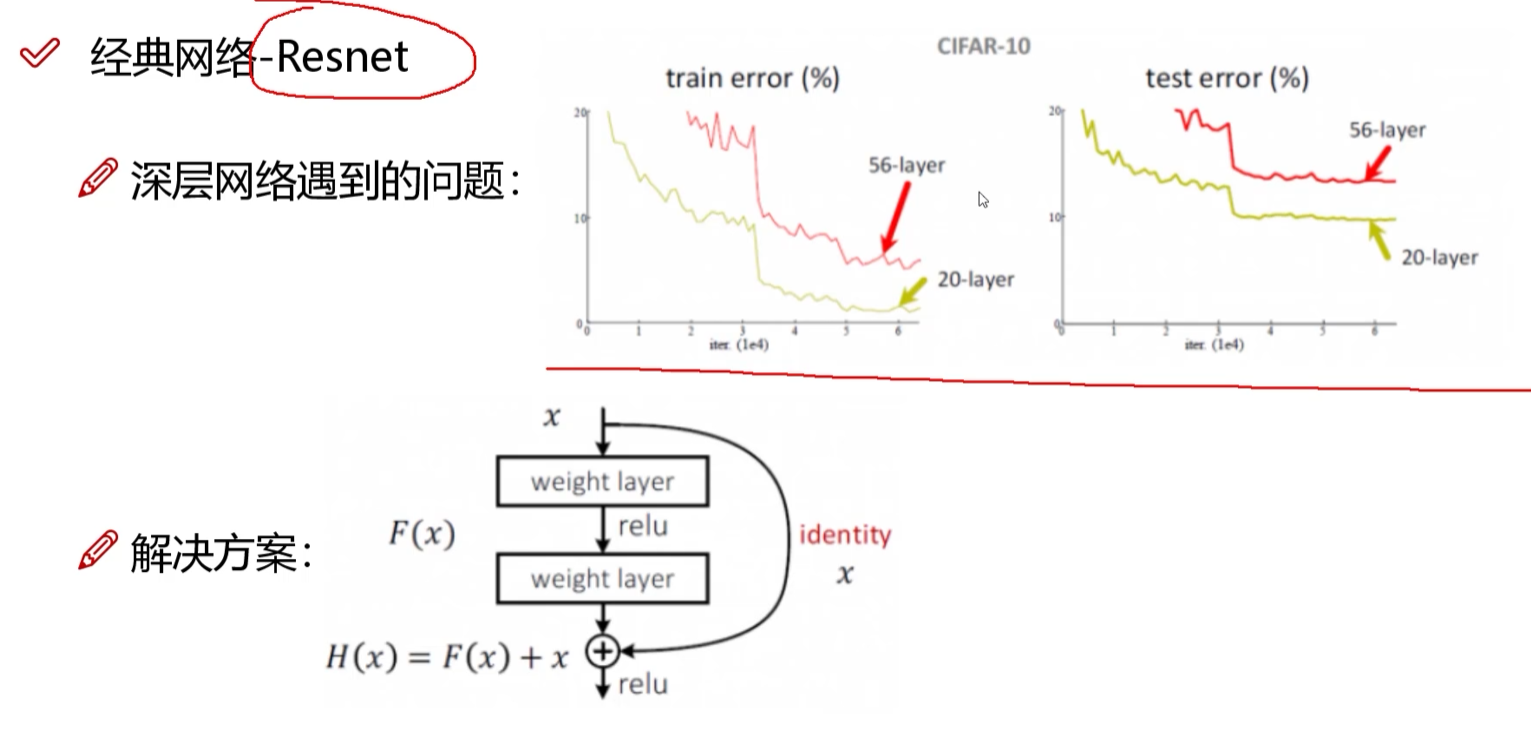 经典网络-Resnet
深层网络遇到的问题：
CIFAR-10
train error (%)
20
10
0
0 1 2 3 4 5 6
iter. (1e4)
56-layer
20-layer
test error (%)
20
10
0
0 1 2 3 4 5 6
iter. (1e4)
56-layer
20-layer
解决方案：
x
weight layer
F(x)
relu
weight layer
identity
x
H(x) = F(x) + x
relu